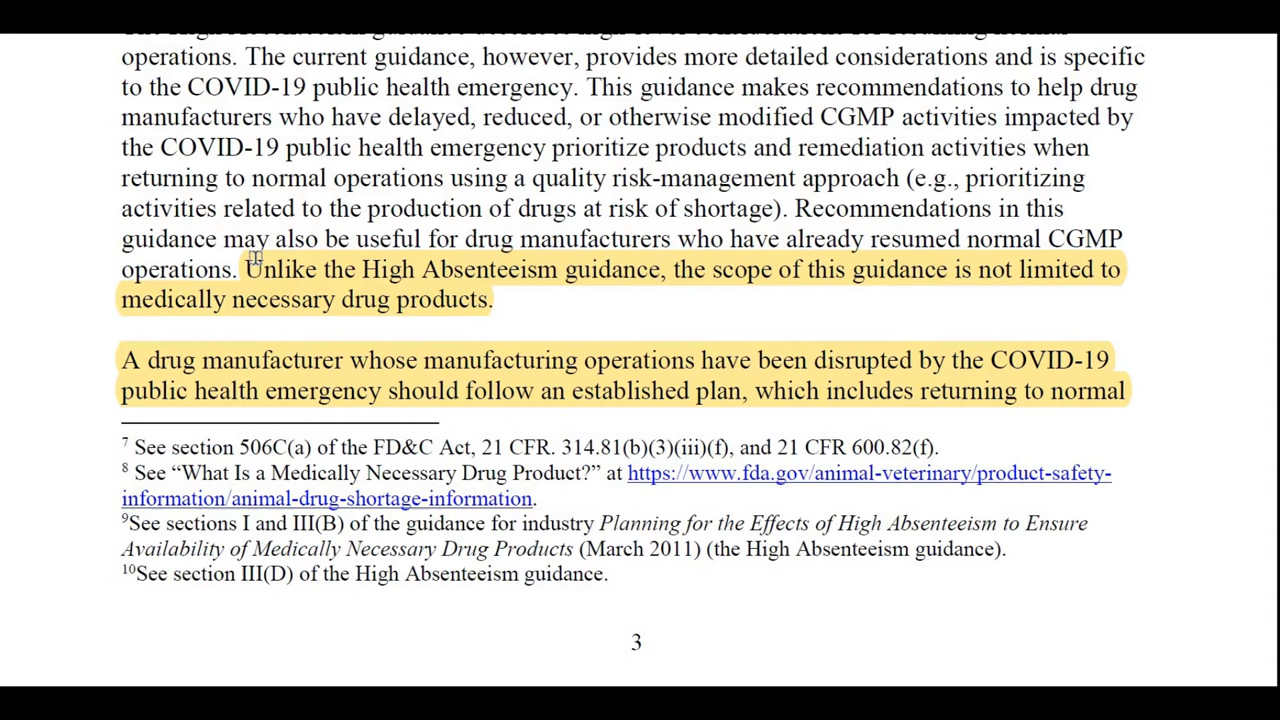 operations. The current guidance, however, provides more detailed considerations and is specific
to the COVID-19 public health emergency. This guidance makes recommendations to help drug
manufacturers who have delayed, reduced, or otherwise modified CGMP activities impacted by
the COVID-19 public health emergency prioritize products and remediation activities when
returning to normal operations using a quality risk-management approach (e.g., prioritizing
activities related to the production of drugs at risk of shortage). Recommendations in this
guidance may also be useful for drug manufacturers who have already resumed normal CGMP
operations. Unlike the High Absenteeism guidance, the scope of this guidance is not limited to
medically necessary drug products.
A drug manufacturer whose manufacturing operations have been disrupted by the COVID-19
public health emergency should follow an established plan, which includes returning to normal
7 See section 506C(a) of the FD&C Act, 21 CFR. 314.81(b)(3)(iii)(f), and 21 CFR 600.82(f).
8 See “What Is a Medically Necessary Drug Product?” at https://www.fda.gov/animal-veterinary/product-safety-
information/animal-drug-shortage-information.
9See sections I and III(B) of the guidance for industry Planning for the Effects of High Absenteeism to Ensure
Availability of Medically Necessary Drug Products (March 2011) (the High Absenteeism guidance).
10See section III(D) of the High Absenteeism guidance.
3